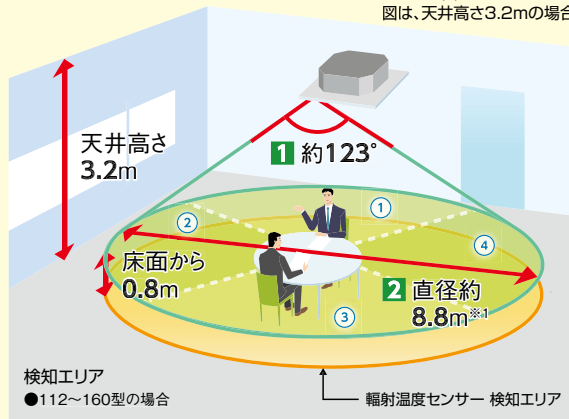 図は、天井高さ3.2mの場合
天井高さ
3.2m
1 約123°
①
②
④
床面から
0.8m
2 直径約
8.8m※1
③
検知エリア
●112〜160型の場合
輻射温度センサー 検知エリア